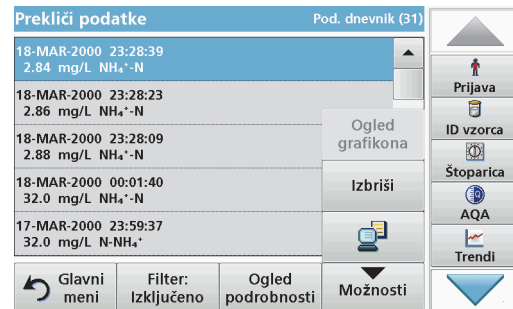 Prekliči podatke
Pod. dnevnik (31)
18-MAR-2000 23:28:39
2.84 mg/L NH₄⁺-N
18-MAR-2000 23:28:23
2.86 mg/L NH₄⁺-N
18-MAR-2000 23:28:09
2.88 mg/L NH₄⁺-N
18-MAR-2000 00:01:40
32.0 mg/L NH₄⁺-N
17-MAR-2000 23:59:37
32.0 mg/L N-NH₄⁺
Ogled
grafikona
Izbriši
Možnosti
Glavni
meni
Filter:
Izključeno
Ogled
podrobnosti
Prijava
ID vzorca
Štoparica
AQA
Trendi